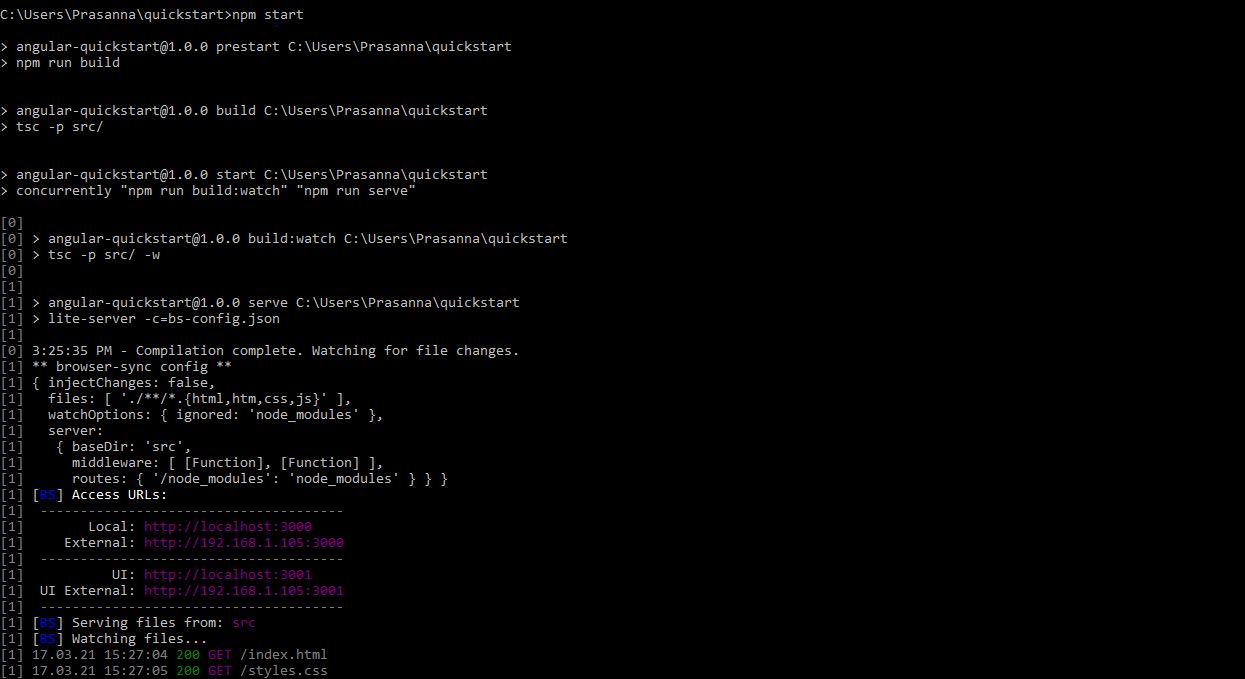 C:\Users\Prasanna\quickstart>npm start
> angular-quickstart@1.0.0 prestart C:\Users\Prasanna\quickstart
> npm run build
> angular-quickstart@1.0.0 build C:\Users\Prasanna\quickstart
> tsc -p src/
> angular-quickstart@1.0.0 start C:\Users\Prasanna\quickstart
> concurrently "npm run build:watch" "npm run serve"
[0]
[0] > angular-quickstart@1.0.0 build:watch C:\Users\Prasanna\quickstart
[0] > tsc -p src/ -w
[0]
[1]
[1] > angular-quickstart@1.0.0 serve C:\Users\Prasanna\quickstart
[1] > lite-server -c=bs-config.json
[1]
[0] 3:25:35 PM - Compilation complete. Watching for file changes.
[1] ** browser-sync config **
[1] { injectChanges: false,
[1]   files: [ './**/*.{html,htm,css,js}' ],
[1]   watchOptions: { ignored: 'node_modules' },
[1]   server:
[1]    { baseDir: 'src',
[1]      middleware: [ [Function], [Function] ],
[1]      routes: { '/node_modules': 'node_modules' } } }
[1] [BS] Access URLs:
[1]  --------------------------------------
[1]        Local: http://localhost:3000
[1]     External: http://192.168.1.105:3000
[1]  --------------------------------------
[1]           UI: http://localhost:3001
[1]  UI External: http://192.168.1.105:3001
[1]  --------------------------------------
[1] [BS] Serving files from: src
[1] [BS] Watching files...
[1] 17.03.21 15:27:04 200 GET /index.html
[1] 17.03.21 15:27:05 200 GET /styles.css